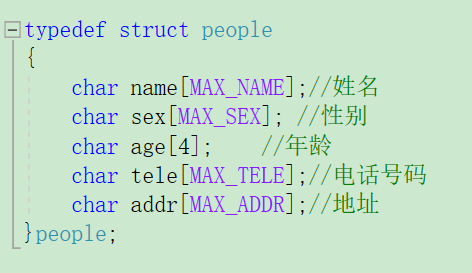 typedef struct people
{
char name[MAX_NAME];//姓名
char sex[MAX_SEX]; //性别
char age[4]; //年龄
char tele[MAX_TELE];//电话号码
char addr[MAX_ADDR];//地址
}people;